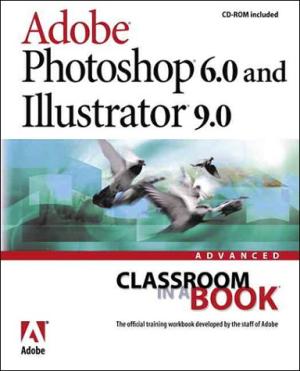 CD-ROM included
Adobe
Photoshop® 6.0 and
Illustrator® 9.0
ADVANCED
CLASSROOM
IN A
BOOK®
The official training workbook developed by the staff of Adobe
Adobe